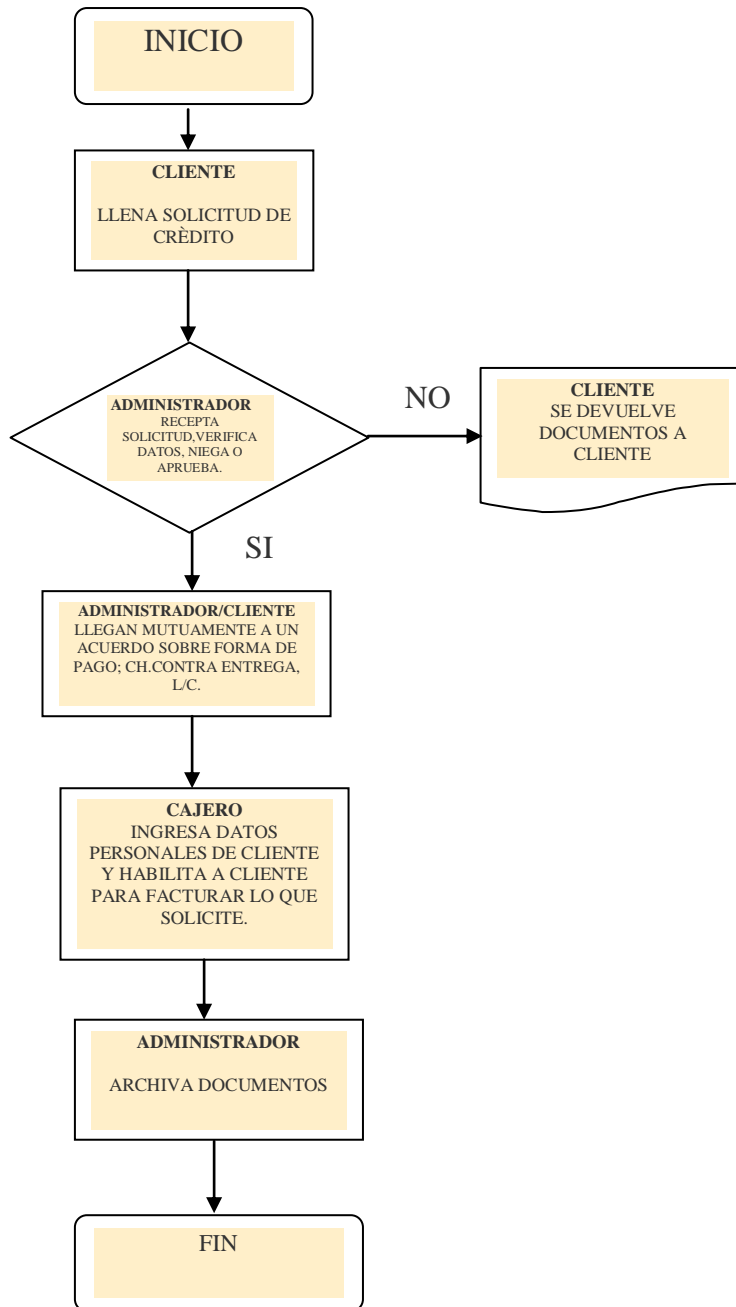 INICIO
CLIENTE
LLENA SOLICITUD DE
CRÈDITO
ADMINISTRADOR
RECEPTA
SOLICITUD,VERIFICA
DATOS, NIEGA O
APRUEBA.
NO
CLIENTE
SE DEVUELVE
DOCUMENTOS A
CLIENTE
SI
ADMINISTRADOR/CLIENTE
LLEGAN MUTUAMENTE A UN
ACUERDO SOBRE FORMA DE
PAGO; CH.CONTRA ENTREGA,
L/C.
CAJERO
INGRESA DATOS
PERSONALES DE CLIENTE
Y HABILITA A CLIENTE
PARA FACTURAR LO QUE
SOLICITE.
ADMINISTRADOR
ARCHIVA DOCUMENTOS
FIN